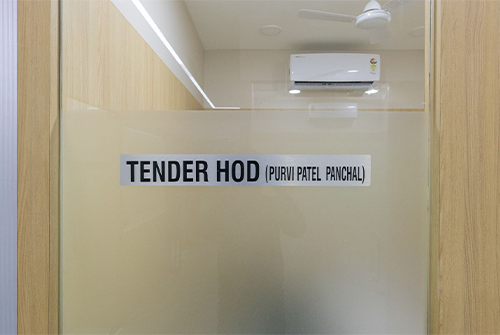 TENDER HOD (PURVI PATEL PANCHAL)